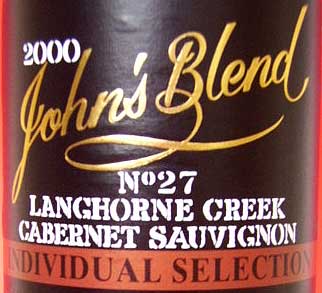 2000
John's Blend
Nº27
LANGHORNE CREEK
CABERNET SAUVIGNON
INDIVIDUAL SELECTION